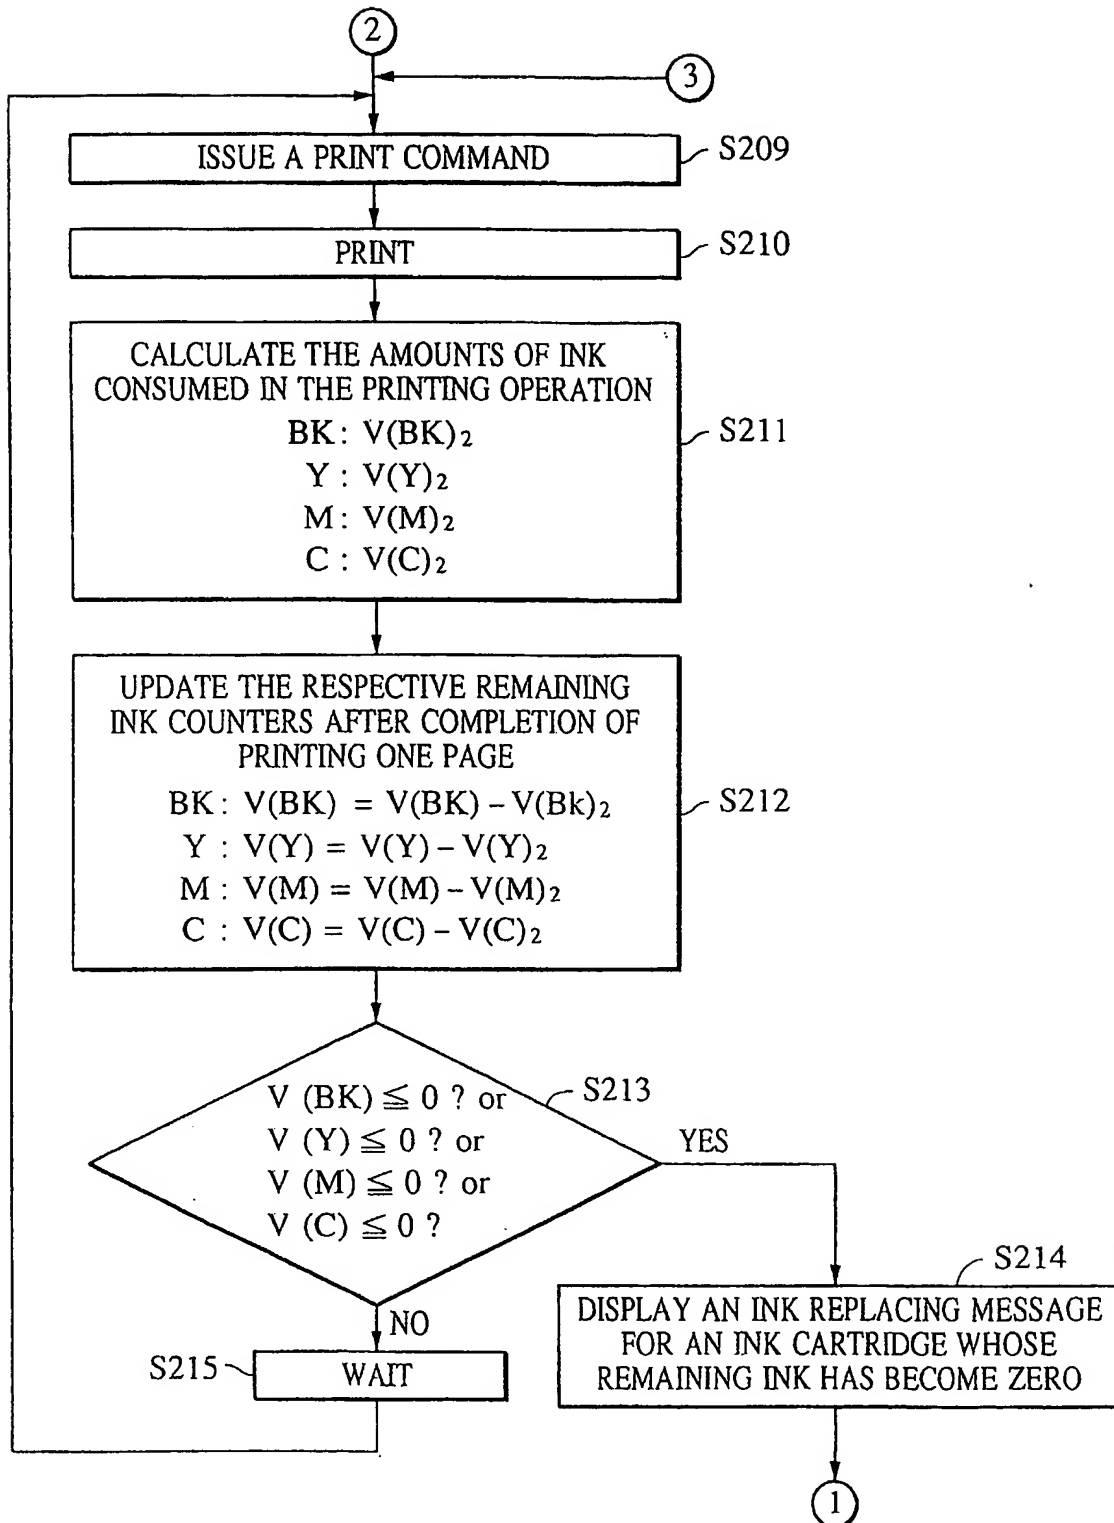 2
3
ISSUE A PRINT COMMAND
S209
PRINT
S210
CALCULATE THE AMOUNTS OF INK
CONSUMED IN THE PRINTING OPERATION
BK: V(BK)₂
Y : V(Y)₂
M : V(M)₂
C : V(C)₂
S211
UPDATE THE RESPECTIVE REMAINING
INK COUNTERS AFTER COMPLETION OF
PRINTING ONE PAGE
BK: V(BK) = V(BK) – V(Bk)₂
Y : V(Y) = V(Y) – V(Y)₂
M : V(M) = V(M) – V(M)₂
C : V(C) = V(C) – V(C)₂
S212
V (BK) ≦ 0 ? or
V (Y) ≦ 0 ? or
V (M) ≦ 0 ? or
V (C) ≦ 0 ?
S213
YES
NO
S214
DISPLAY AN INK REPLACING MESSAGE
FOR AN INK CARTRIDGE WHOSE
REMAINING INK HAS BECOME ZERO
S215
WAIT
1